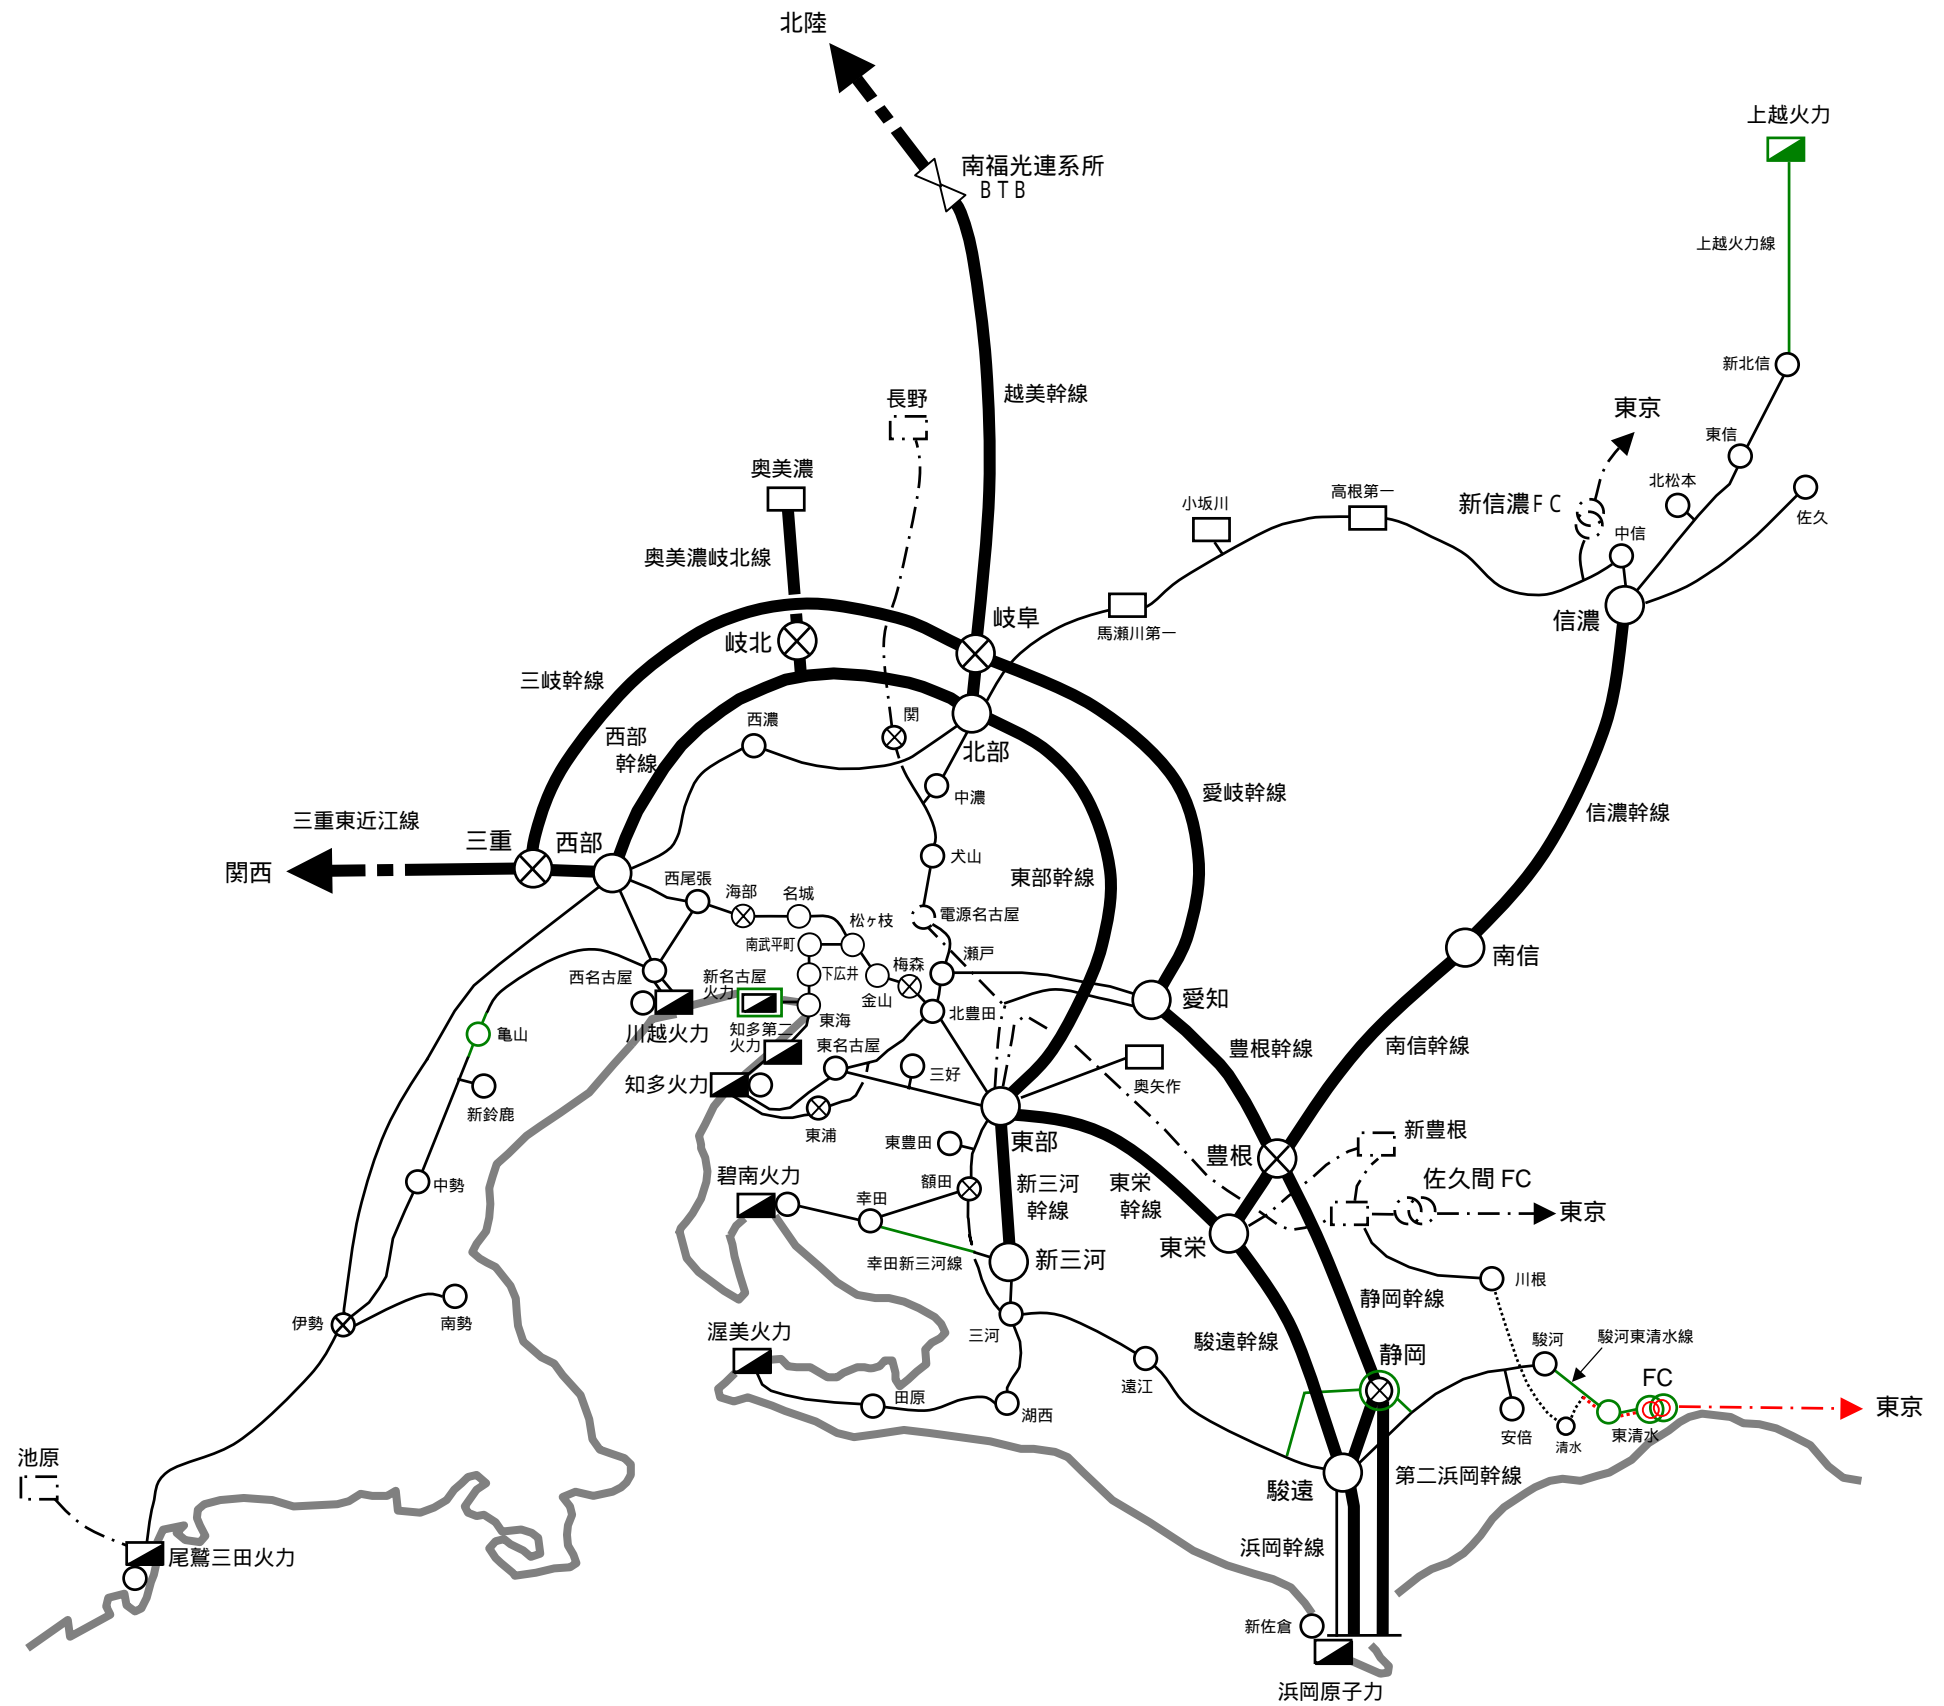 北陸
上越火力
南福光連系所
BTB
上越火力線
新北信
越美幹線
長野
東京
東信
奥美濃
北松本
小坂川
高根第一
新信濃FC
佐久
中信
奥美濃岐北線
岐阜
信濃
馬瀬川第一
岐北
三岐幹線
西濃
関
西部
幹線
北部
中濃
愛岐幹線
信濃幹線
三重東近江線
三重
西部
犬山
関西
東部幹線
西尾張
海部
名城
松ヶ枝
電源名古屋
南武平町
瀬戸
南信
梅森
下広井
西名古屋
新名古屋
火力
金山
愛知
北豊田
東海
川越火力
知多第二
火力
亀山
東名古屋
豊根幹線
南信幹線
三好
知多火力
奥矢作
新鈴鹿
東浦
東豊田
東部
新豊根
豊根
碧南火力
額田
新三河
幹線
東栄
幹線
佐久間 FC
中勢
幸田
東京
東栄
幸田新三河線
新三河
川根
静岡幹線
伊勢
南勢
渥美火力
三河
駿遠幹線
駿河
駿河東清水線
静岡
FC
遠江
田原
湖西
東京
安倍
清水
東清水
池原
第二浜岡幹線
駿遠
尾鷲三田火力
浜岡幹線
新佐倉
浜岡原子力